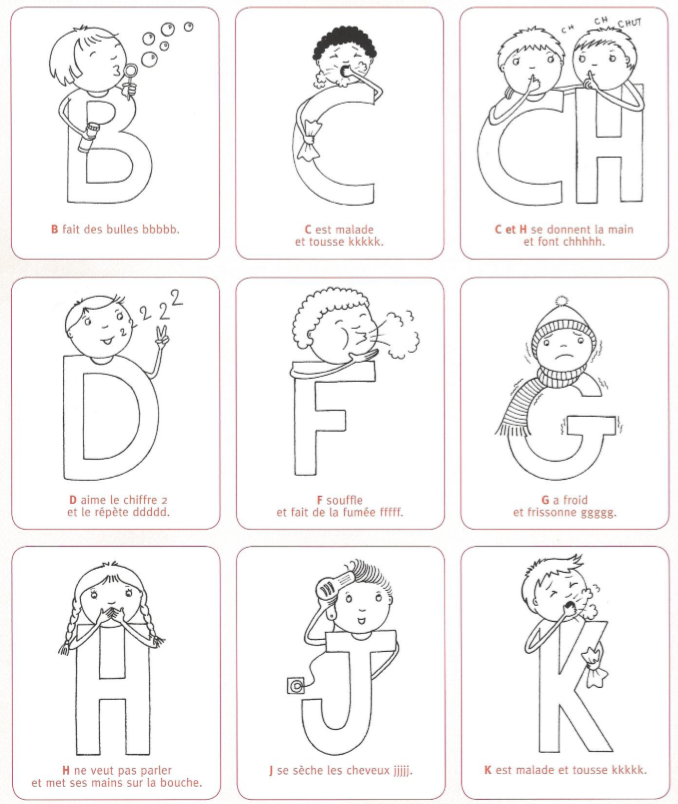 CH CH CHUT
B
B fait des bulles bbbbb.
C
C est malade
et tousse kkkkk.
CH
C et H se donnent la main
et font chhhhh.
2 2 2 2
D
D aime le chiffre 2
et le répète ddddd.
F
F souffle
et fait de la fumée fffff.
G
G a froid
et frissonne ggggg.
H
H ne veut pas parler
et met ses mains sur la bouche.
J
J se sèche les cheveux jjjjj.
K
K est malade et tousse kkkkk.